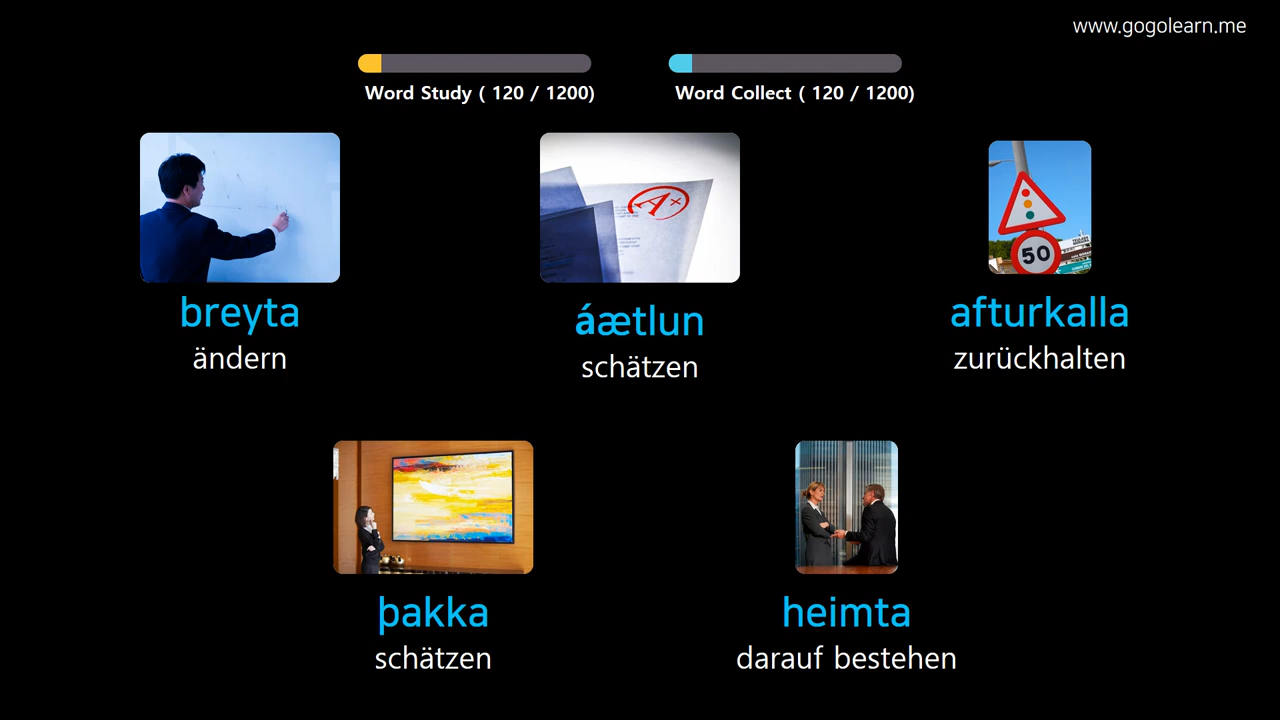 www.gogolearn.me
Word Study ( 120 / 1200)
Word Collect ( 120 / 1200)
A+
50
breyta
ändern
áætlun
schätzen
afturkalla
zurückhalten
þakka
schätzen
heimta
darauf bestehen